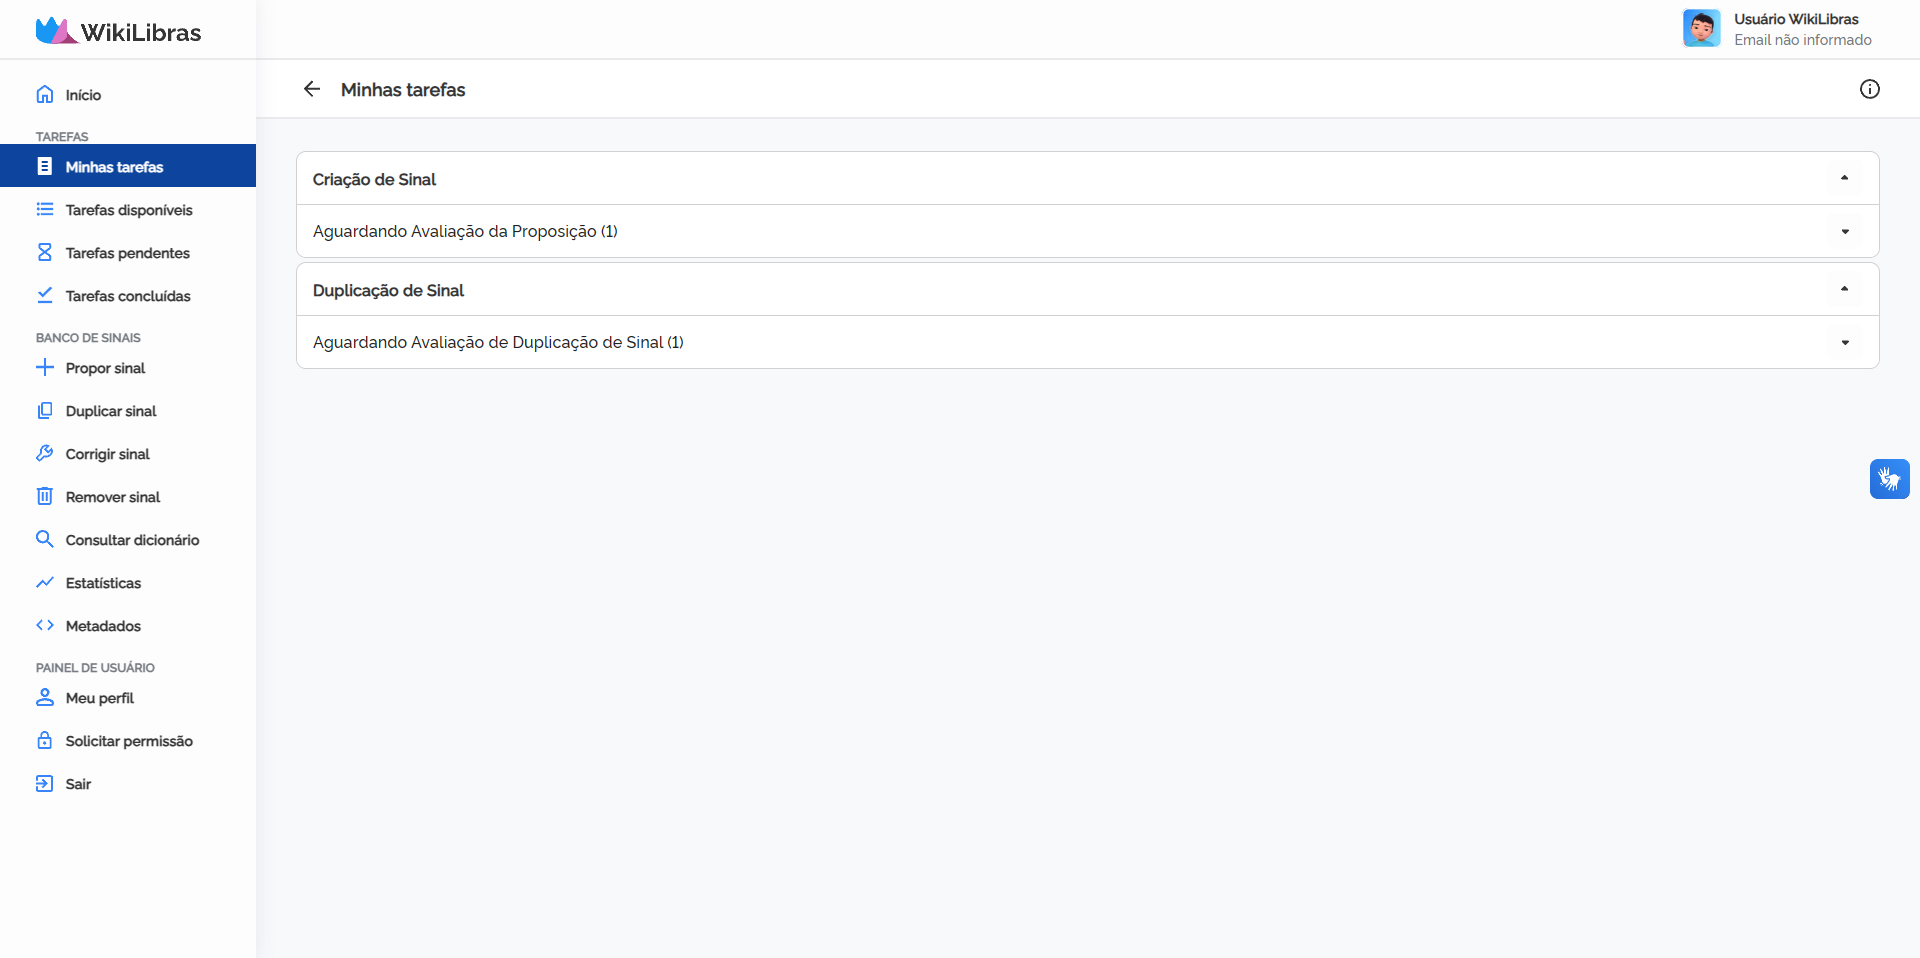 WikiLibras
Usuário WikiLibras
Email não informado
Início
Minhas tarefas
TAREFAS
Minhas tarefas
Tarefas disponíveis
Tarefas pendentes
Tarefas concluídas
BANCO DE SINAIS
Propor sinal
Duplicar sinal
Corrigir sinal
Remover sinal
Consultar dicionário
Estatísticas
Metadados
PAINEL DE USUÁRIO
Meu perfil
Solicitar permissão
Sair
Criação de Sinal
Aguardando Avaliação da Proposição (1)
Duplicação de Sinal
Aguardando Avaliação de Duplicação de Sinal (1)